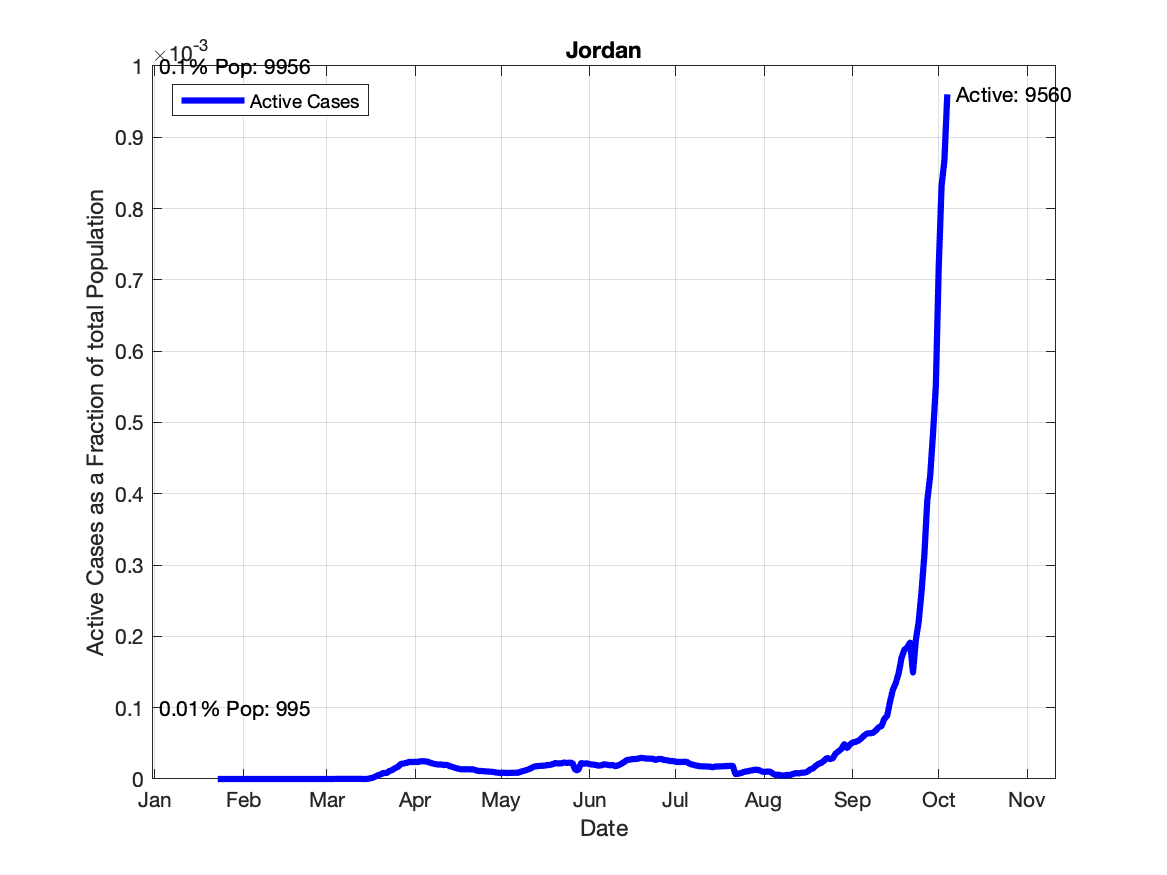 Jordan
×10-3
0.1% Pop: 9956
Active Cases
Active: 9560
1
0.9
0.8
0.7
0.6
0.5
0.4
0.3
0.2
0.1
0
0.01% Pop: 995
Active Cases as a Fraction of total Population
Jan Feb Mar Apr May Jun Jul Aug Sep Oct Nov
Date